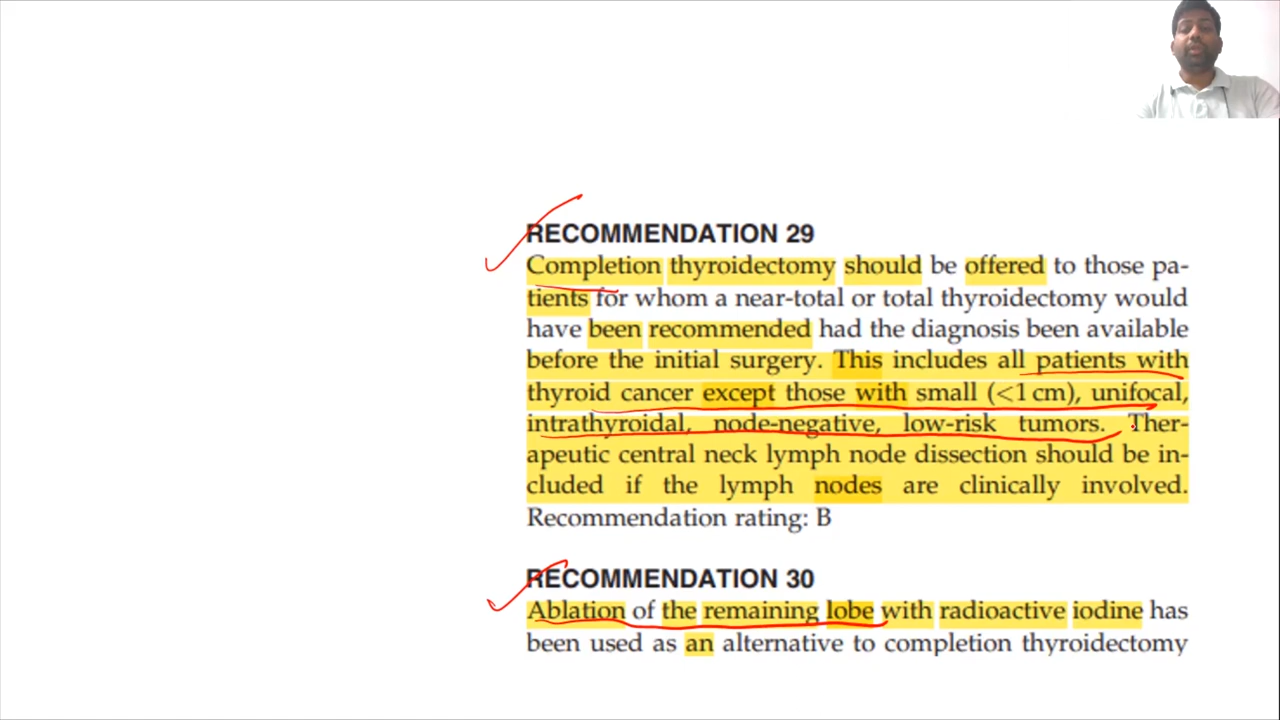 RECOMMENDATION 29
Completion thyroidectomy should be offered to those pa-
tients for whom a near-total or total thyroidectomy would
have been recommended had the diagnosis been available
before the initial surgery. This includes all patients with
thyroid cancer except those with small (<1 cm), unifocal,
intrathyroidal, node-negative, low-risk tumors. Ther-
apeutic central neck lymph node dissection should be in-
cluded if the lymph nodes are clinically involved.
Recommendation rating: B
RECOMMENDATION 30
Ablation of the remaining lobe with radioactive iodine has
been used as an alternative to completion thyroidectomy